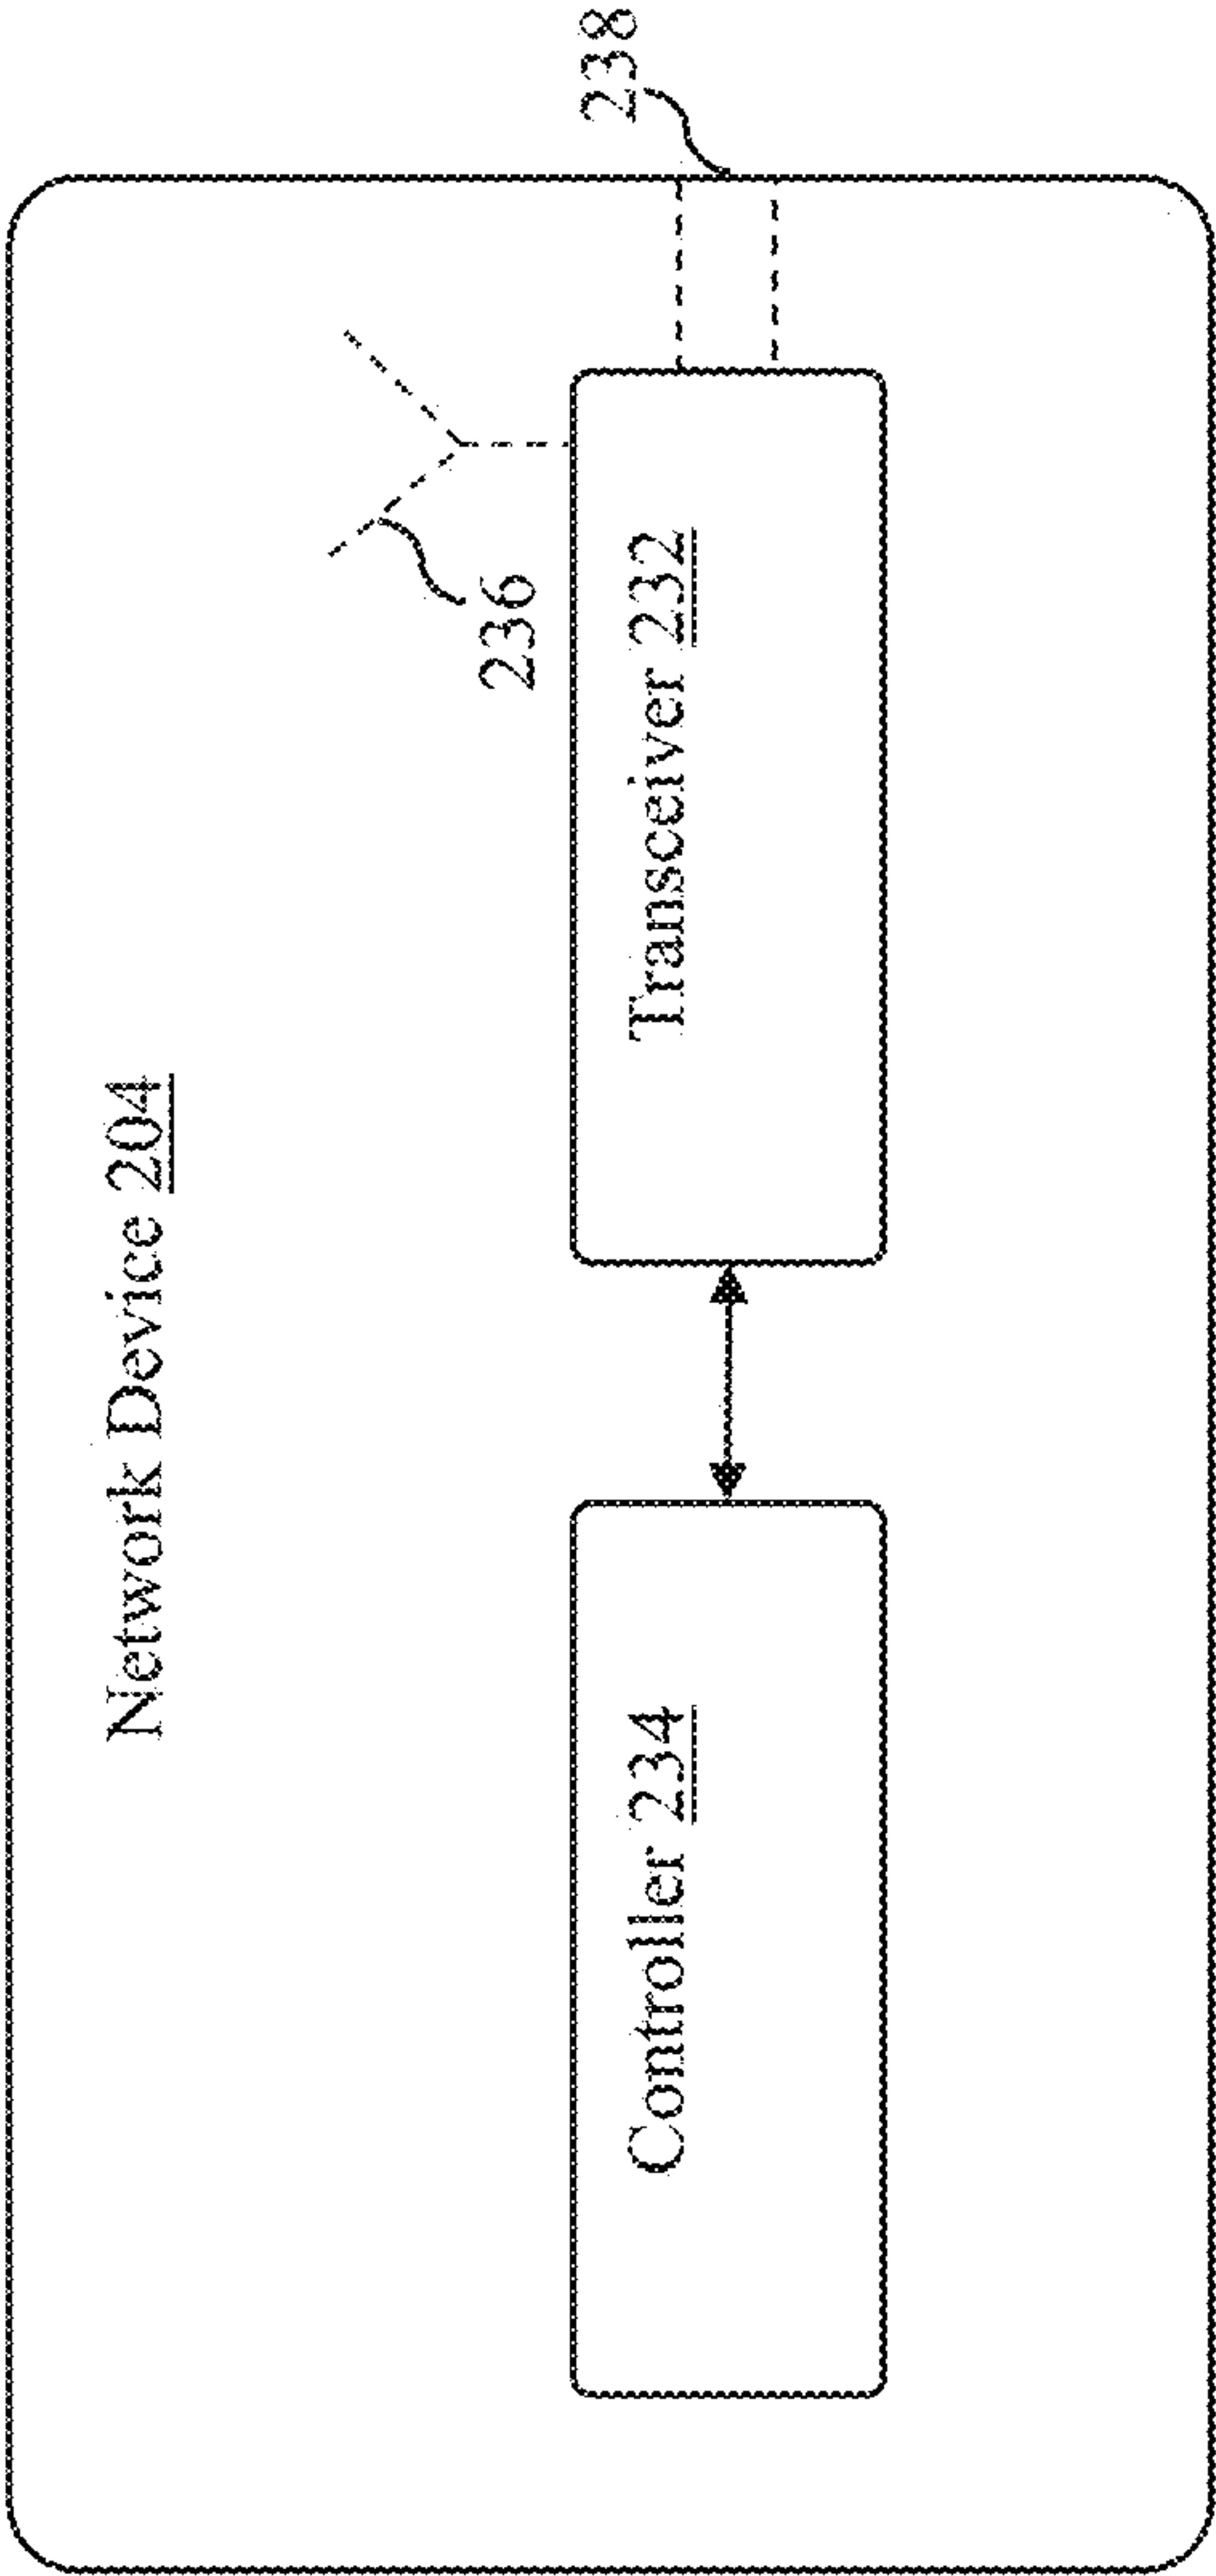 Network Device 204
236
238
Controller 234
Transceiver 232